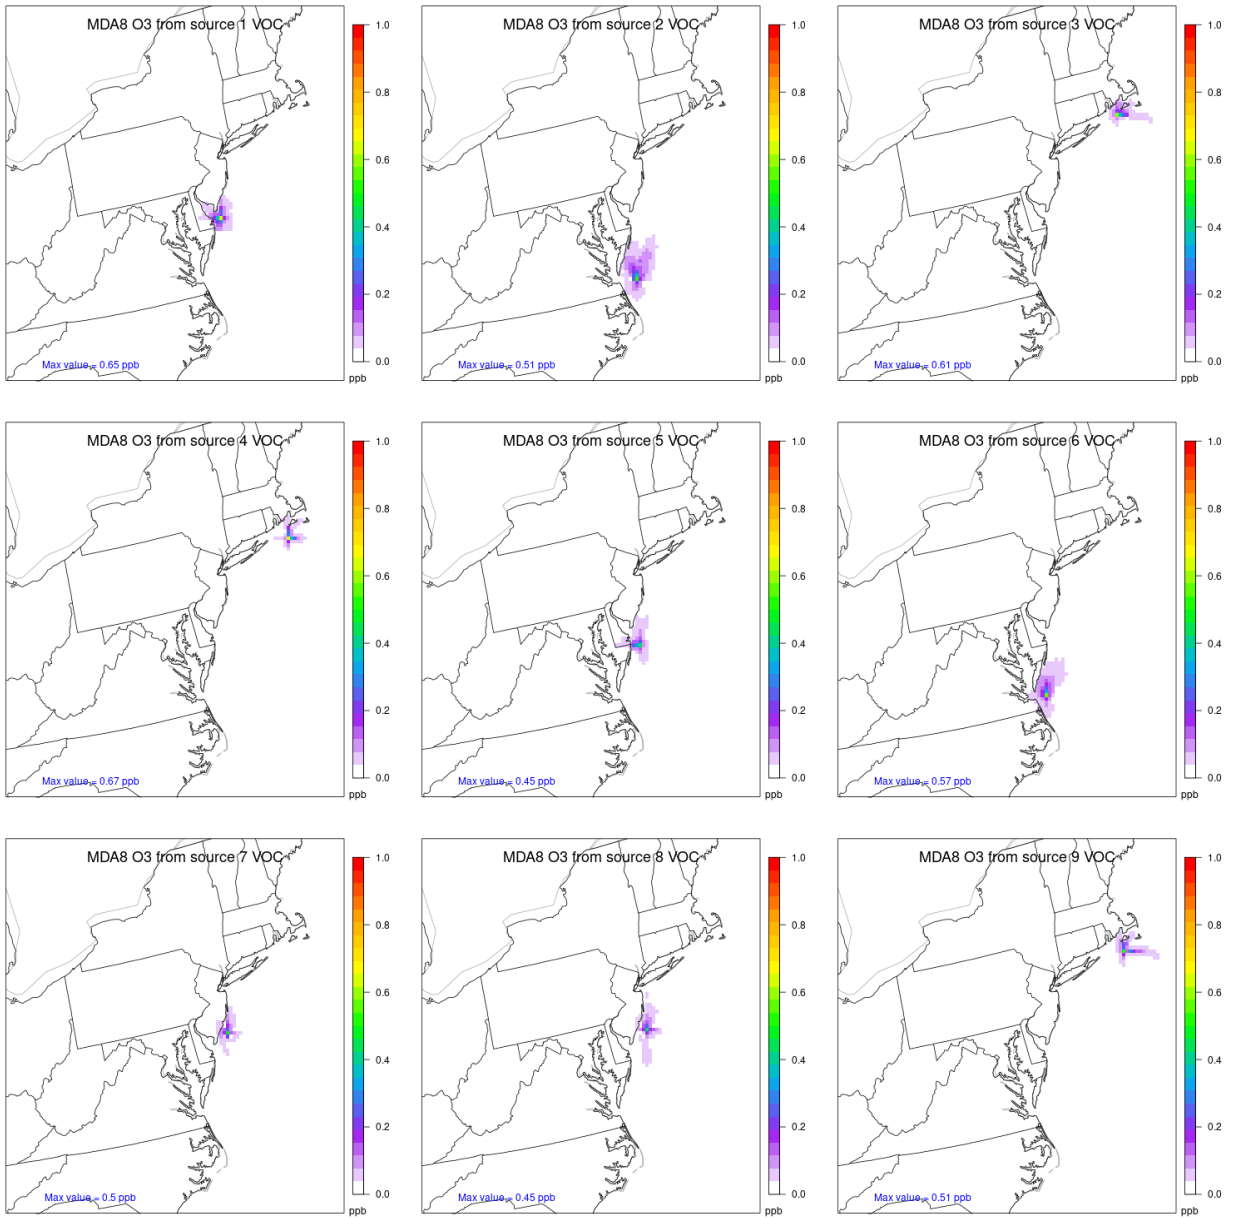 MDA8 O3 from source 1 VOC
1.0
0.8
0.6
0.4
0.2
0.0
Max value = 0.65 ppb
ppb
MDA8 O3 from source 2 VOC
1.0
0.8
0.6
0.4
0.2
0.0
Max value = 0.51 ppb
ppb
MDA8 O3 from source 3 VOC
1.0
0.8
0.6
0.4
0.2
0.0
Max value = 0.61 ppb
ppb
MDA8 O3 from source 4 VOC
1.0
0.8
0.6
0.4
0.2
0.0
Max value = 0.67 ppb
ppb
MDA8 O3 from source 5 VOC
1.0
0.8
0.6
0.4
0.2
0.0
Max value = 0.45 ppb
ppb
MDA8 O3 from source 6 VOC
1.0
0.8
0.6
0.4
0.2
0.0
Max value = 0.57 ppb
ppb
MDA8 O3 from source 7 VOC
1.0
0.8
0.6
0.4
0.2
0.0
Max value = 0.5 ppb
ppb
MDA8 O3 from source 8 VOC
1.0
0.8
0.6
0.4
0.2
0.0
Max value = 0.45 ppb
ppb
MDA8 O3 from source 9 VOC
1.0
0.8
0.6
0.4
0.2
0.0
Max value = 0.51 ppb
ppb